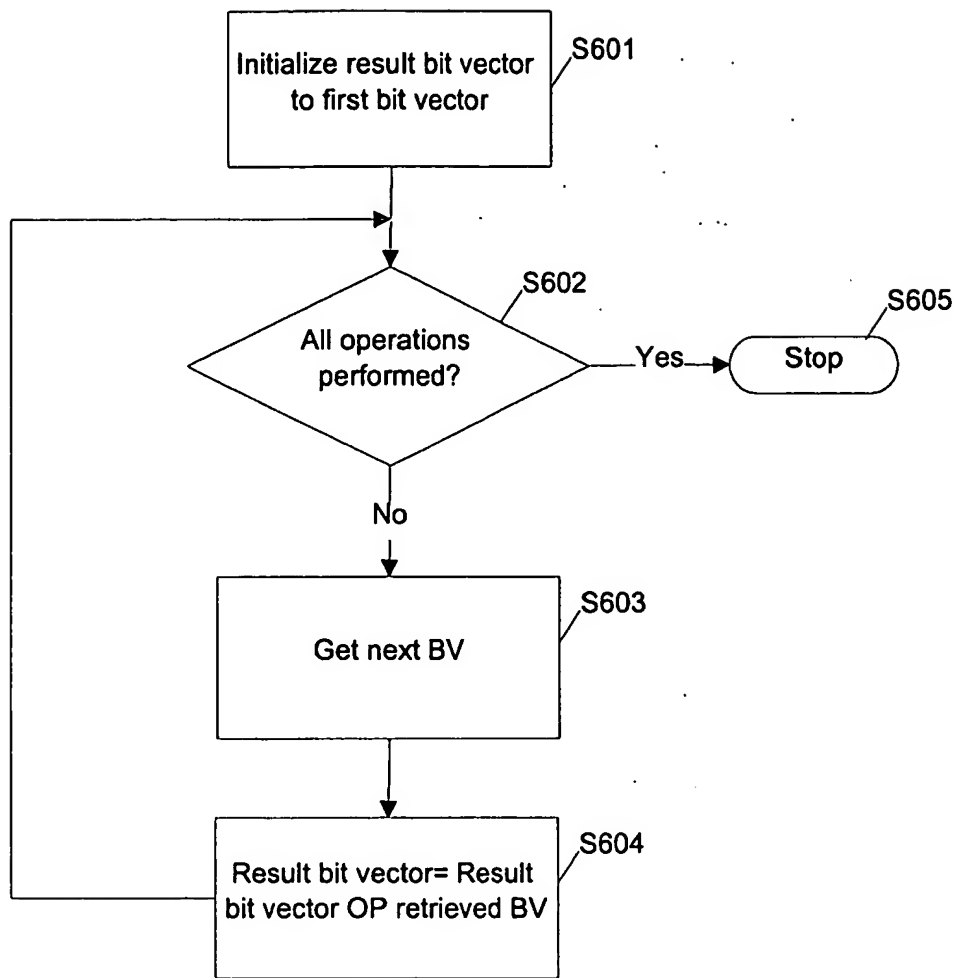 Initialize result bit vector
to first bit vector
S601
All operations
performed?
S602
Yes
Stop
S605
No
Get next BV
S603
Result bit vector= Result
bit vector OP retrieved BV
S604